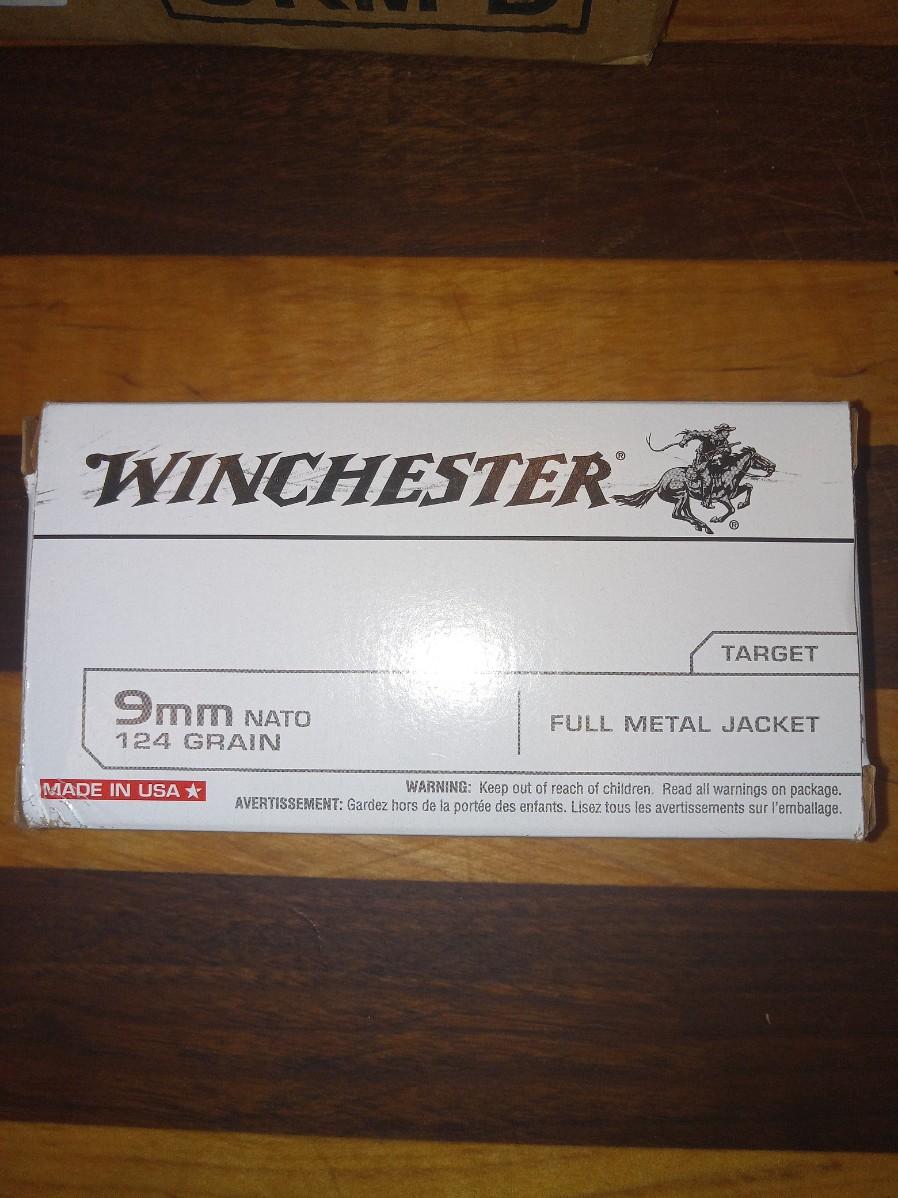 WINCHESTER®
®
TARGET
9mm NATO
124 GRAIN
FULL METAL JACKET
MADE IN USA ★
WARNING: Keep out of reach of children. Read all warnings on package.
AVERTISSEMENT: Gardez hors de la portée des enfants. Lisez tous les avertissements sur l'emballage.